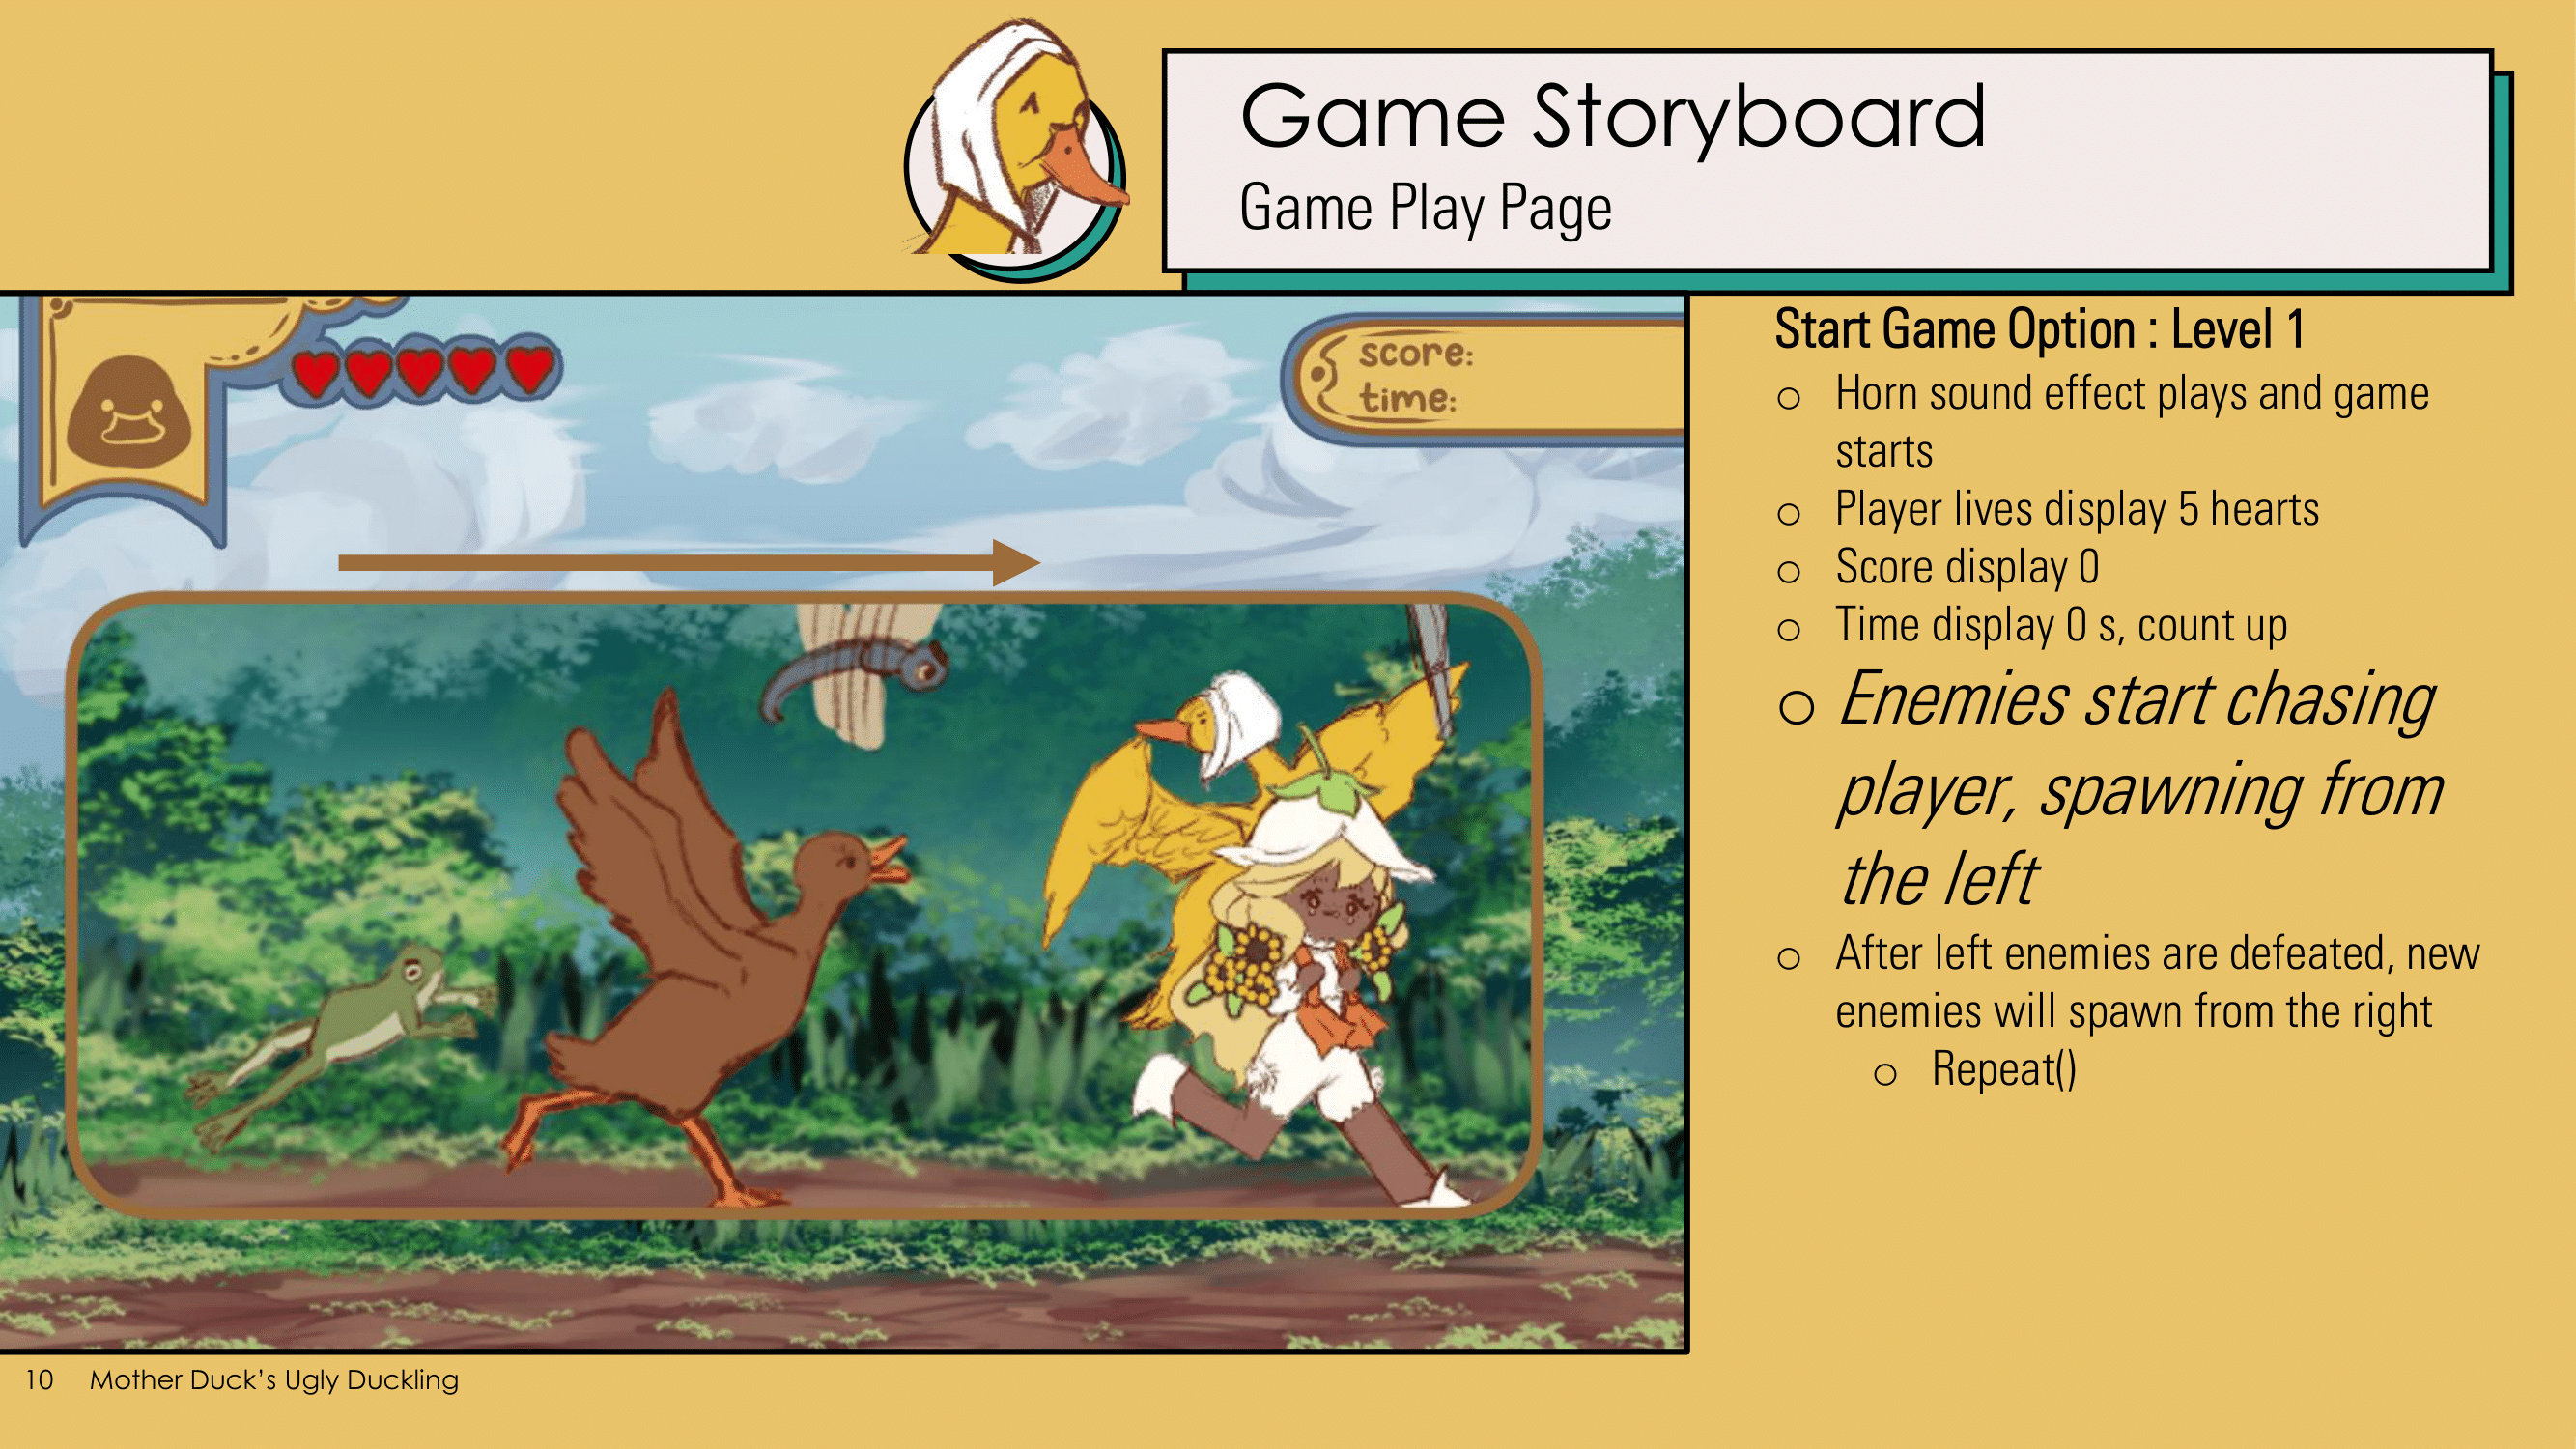 Game Storyboard
Game Play Page
score:
time:
Start Game Option : Level 1
o Horn sound effect plays and game
starts
o Player lives display 5 hearts
o Score display 0
o Time display 0 s, count up
o Enemies start chasing
player, spawning from
the left
o After left enemies are defeated, new
enemies will spawn from the right
o Repeat()
10 Mother Duck’s Ugly Duckling